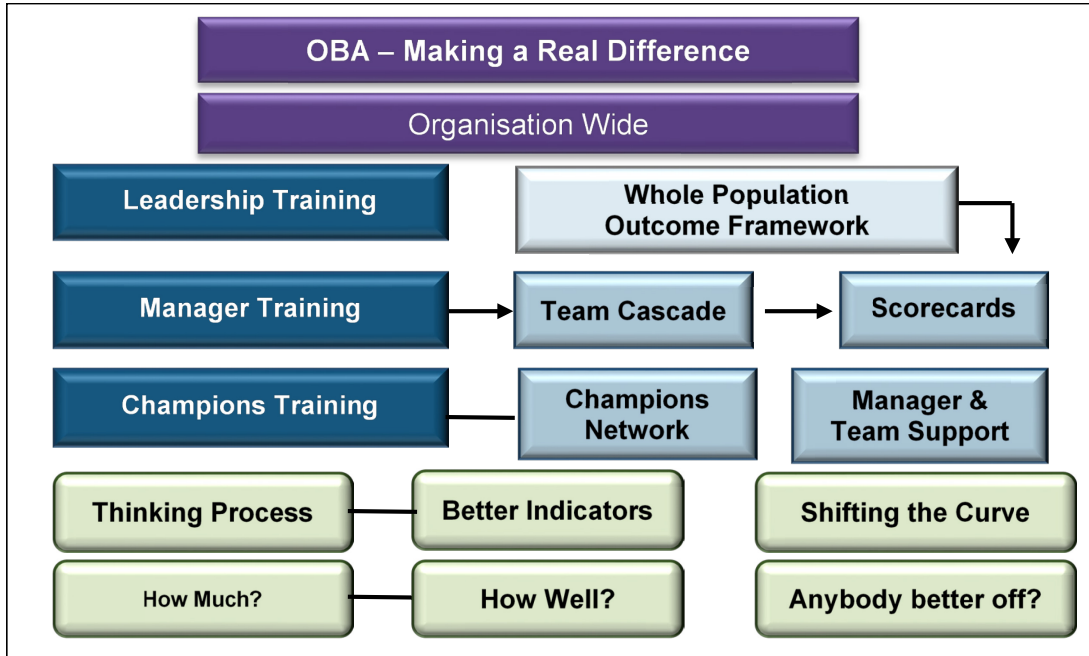 OBA – Making a Real Difference
Organisation Wide
Leadership Training
Whole Population
Outcome Framework
Manager Training
Team Cascade
Scorecards
Champions Training
Champions
Network
Manager &
Team Support
Thinking Process
Better Indicators
Shifting the Curve
How Much?
How Well?
Anybody better off?